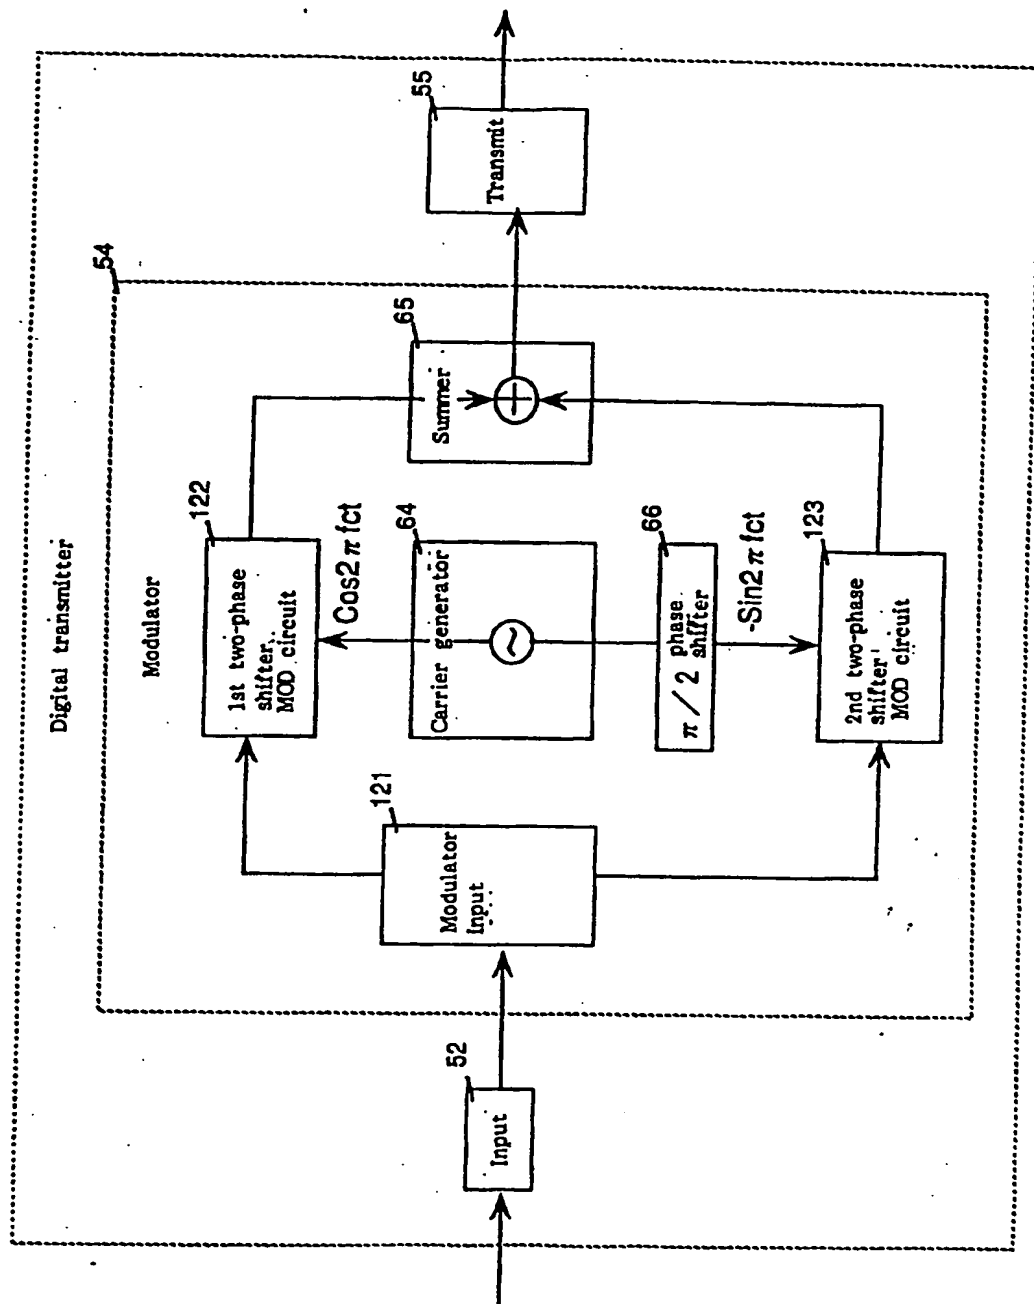 Digital transmitter
Modulator
54
122
1st two-phase
shifter
MOD circuit
Cos2πfct
65
Summer
55
Transmit
52
Input
121
Modulator
Input
64
Carrier generator
66
π/2 phase
shifter
-Sin2πfct
123
2nd two-phase
shifter
MOD circuit